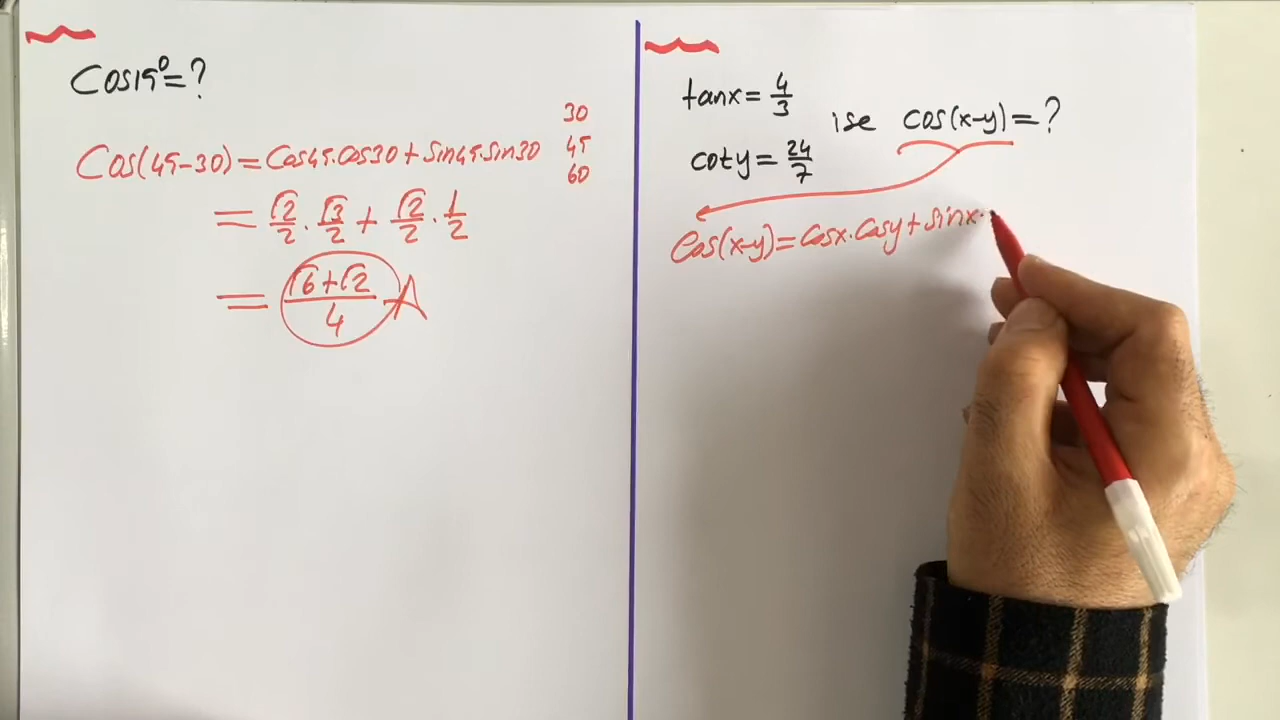 Cos15°=?
Cos(45-30)=Cos45.Cos30+Sin45.Sin30
=√2/2.√3/2+√2/2.1/2
=√6+√2/4 A
30
45
60
tanx=4/3
ise cos(x-y)=?
coty=24/7
Cos(x-y)=Cosx.Cosy+Sinx.